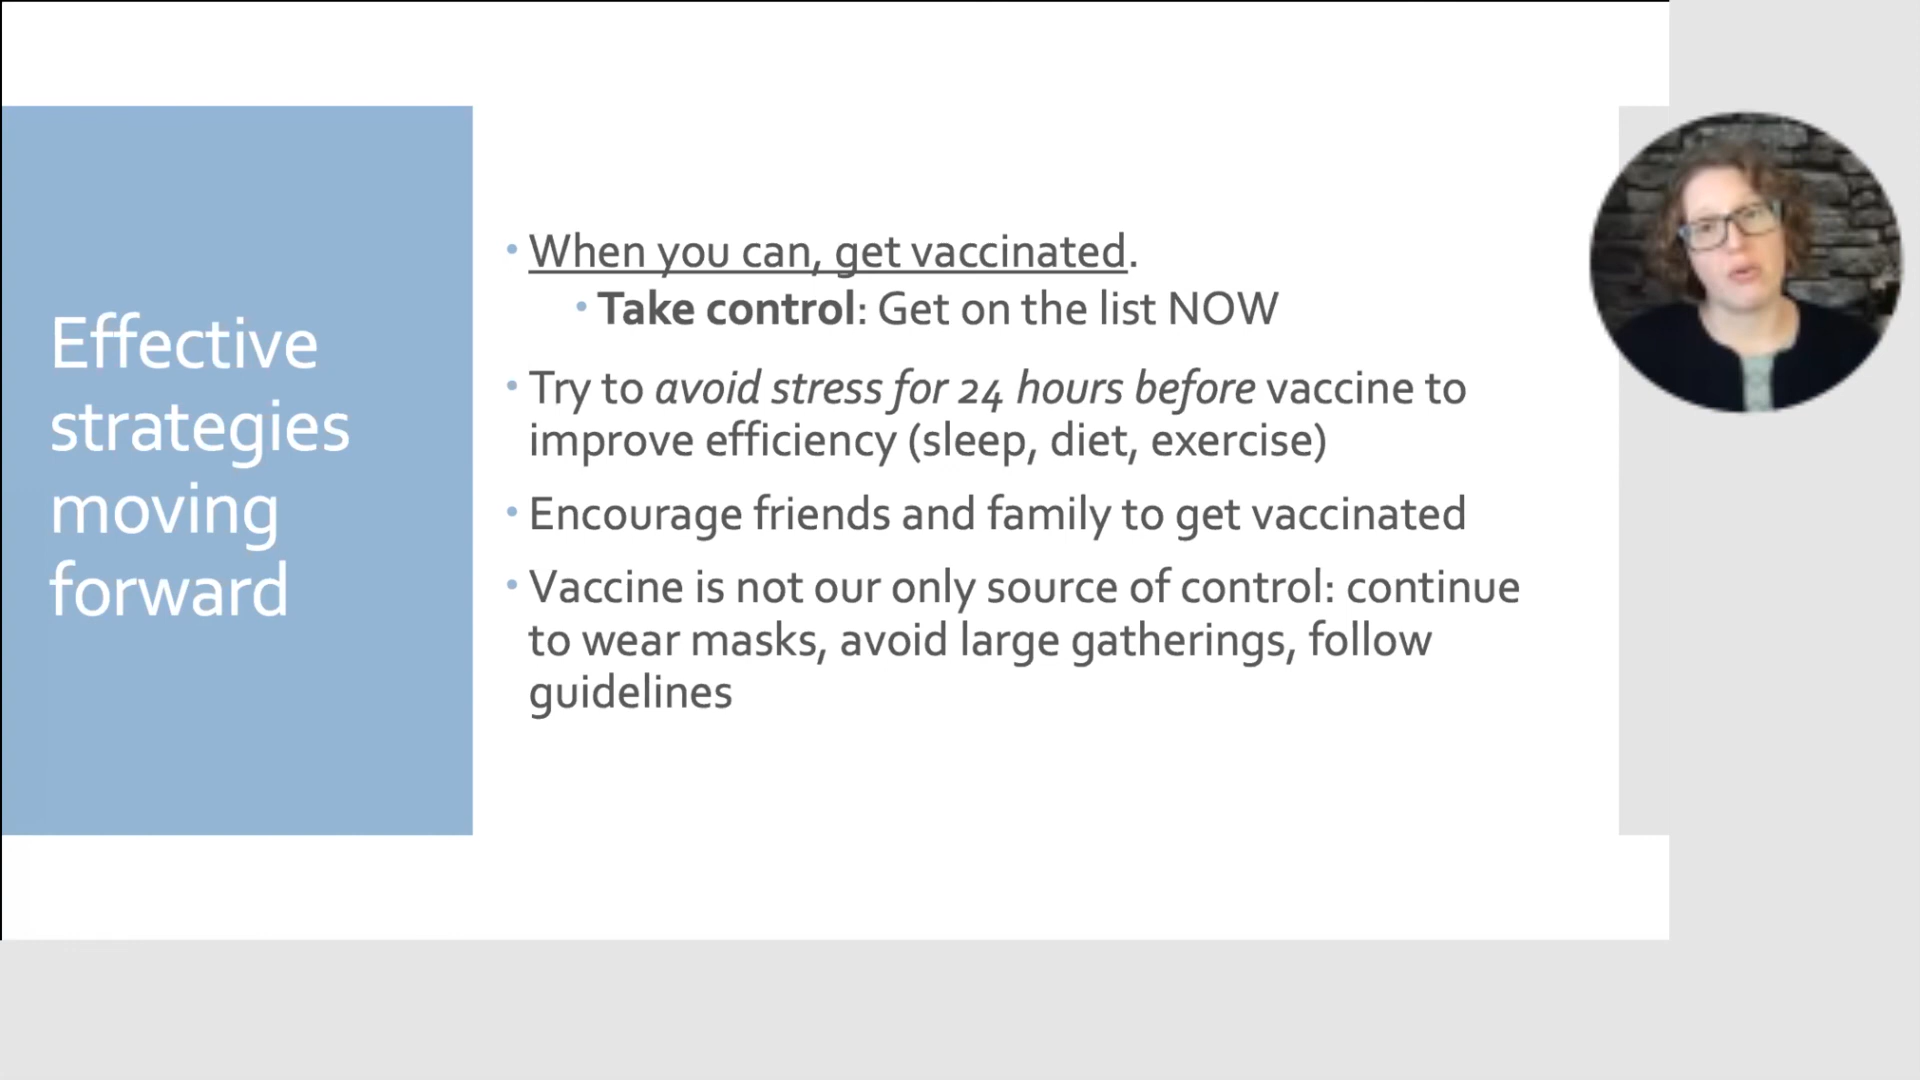 Effective
strategies
moving
forward
• When you can, get vaccinated.
• Take control: Get on the list NOW
• Try to avoid stress for 24 hours before vaccine to
improve efficiency (sleep, diet, exercise)
• Encourage friends and family to get vaccinated
• Vaccine is not our only source of control: continue
to wear masks, avoid large gatherings, follow
guidelines